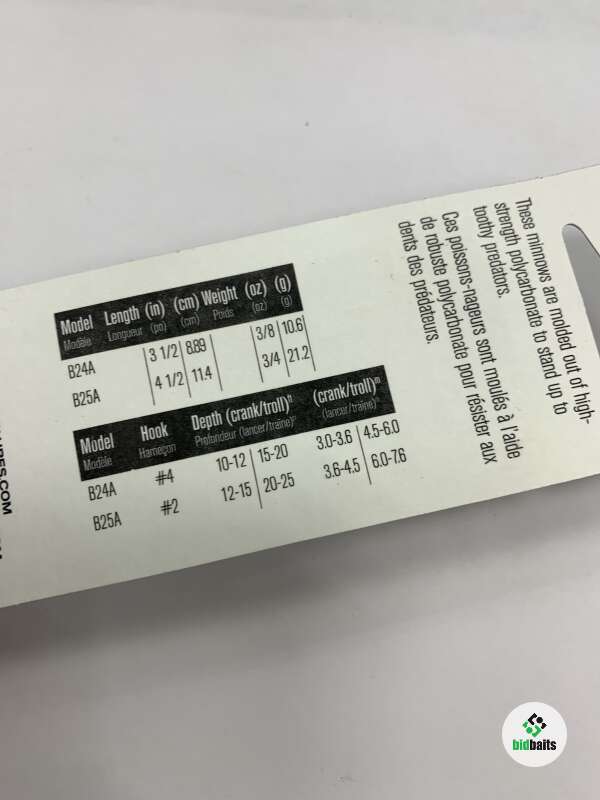 Model Length (in) (cm) Weight (oz) (g)
Modèle Longueur (po) (cm) Poids (oz) (g)
B24A 3 1/2 8.89 3/8 10.6
B25A 4 1/2 11.4 3/4 21.2
Model Hook Depth (crank/troll)ft (crank/troll)m
Modèle Hameçon Profondeur (lancer/traîne)pi (lancer/traîne)m
B24A #4 10-12 15-20 3.0-3.6 4.5-6.0
B25A #2 12-15 20-25 3.6-4.5 6.0-7.6
These minnows are molded out of high-
strength polycarbonate to stand up to
toothy predators.
Ces poissons-nageurs sont moulés à l'aide
de robuste polycarbonate pour résister aux
dents des prédateurs.
URES.COM
bidbaits